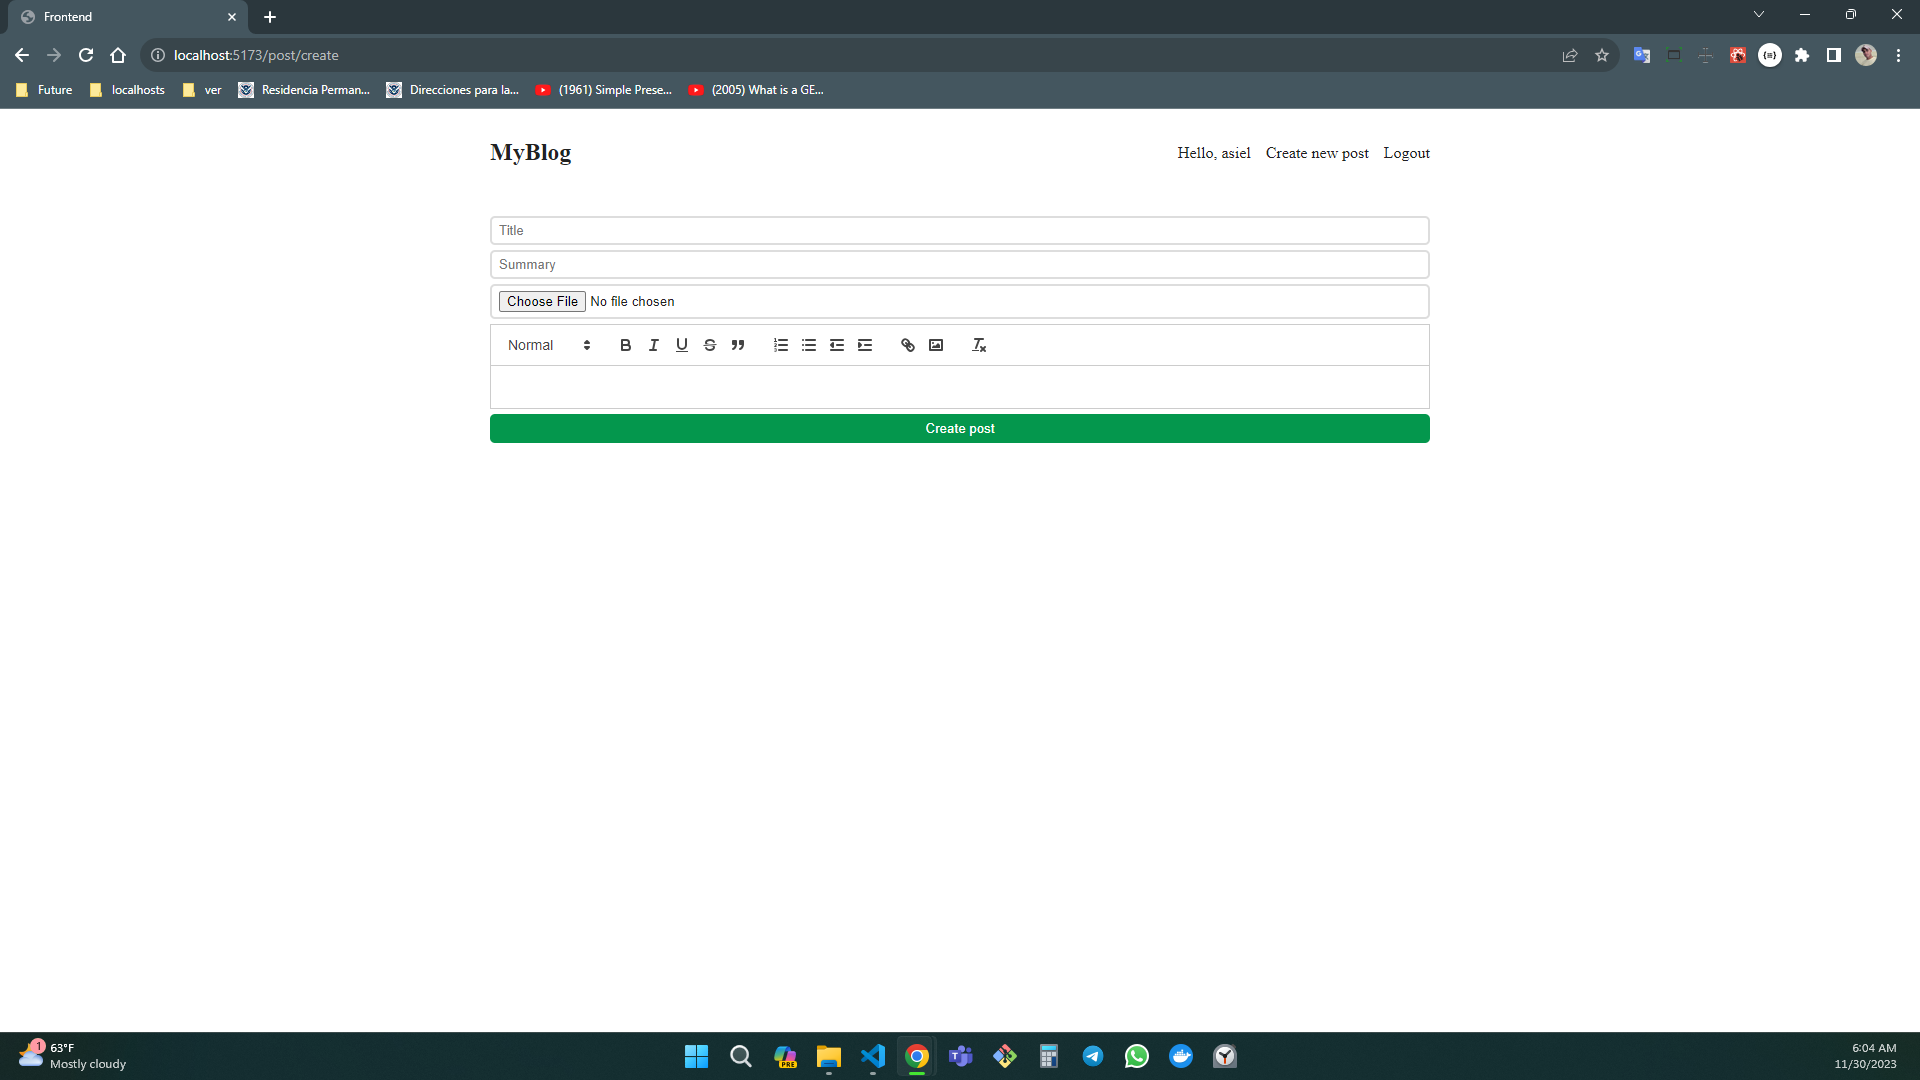 Frontend
localhost:5173/post/create
Future localhosts ver Residencia Perman... Direcciones para la... (1961) Simple Prese... (2005) What is a GE...
MyBlog Hello, asiel Create new post Logout
Title
Summary
Choose File No file chosen
Normal
Create post
1 63°F
Mostly cloudy
PRE
6:04 AM
11/30/2023